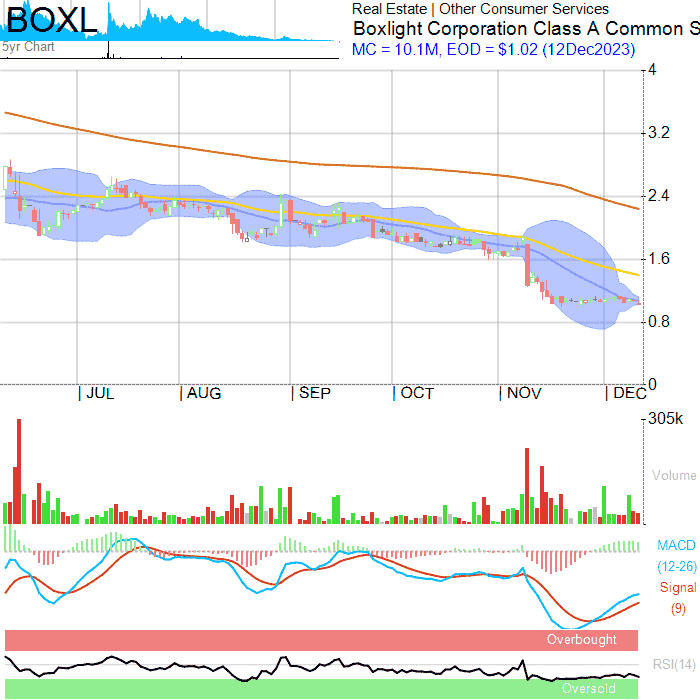 BOXL
5yr Chart
Real Estate | Other Consumer Services
Boxlight Corporation Class A Common S
MC = 10.1M, EOD = $1.02 (12Dec2023)
4
3.2
2.4
1.6
0.8
0
| JUL | AUG | SEP | OCT | NOV | DEC
305k
Volume
MACD
(12-26)
Signal
(9)
Overbought
RSI(14)
Oversold